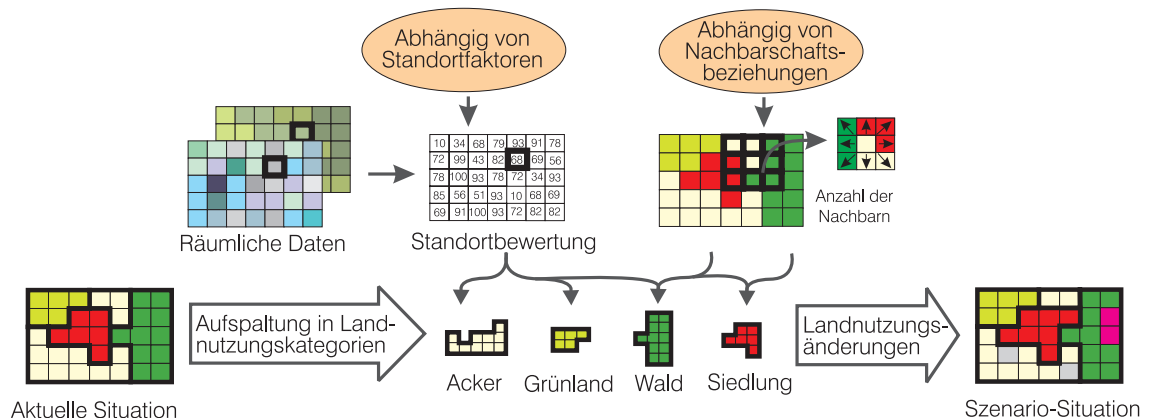 Abhängig von
Standortfaktoren
Abhängig von
Nachbarschafts-
beziehungen
10 34 68 79 93 91 78
72 99 43 82 68 69 56
78 100 93 78 72 34 93
85 56 51 93 10 68 69
69 91 100 93 72 82 82
Anzahl der
Nachbarn
Räumliche Daten
Standortbewertung
Aufspaltung in Land-
nutzungskategorien
Landnutzungs-
änderungen
Acker
Grünland
Wald
Siedlung
Aktuelle Situation
Szenario-Situation